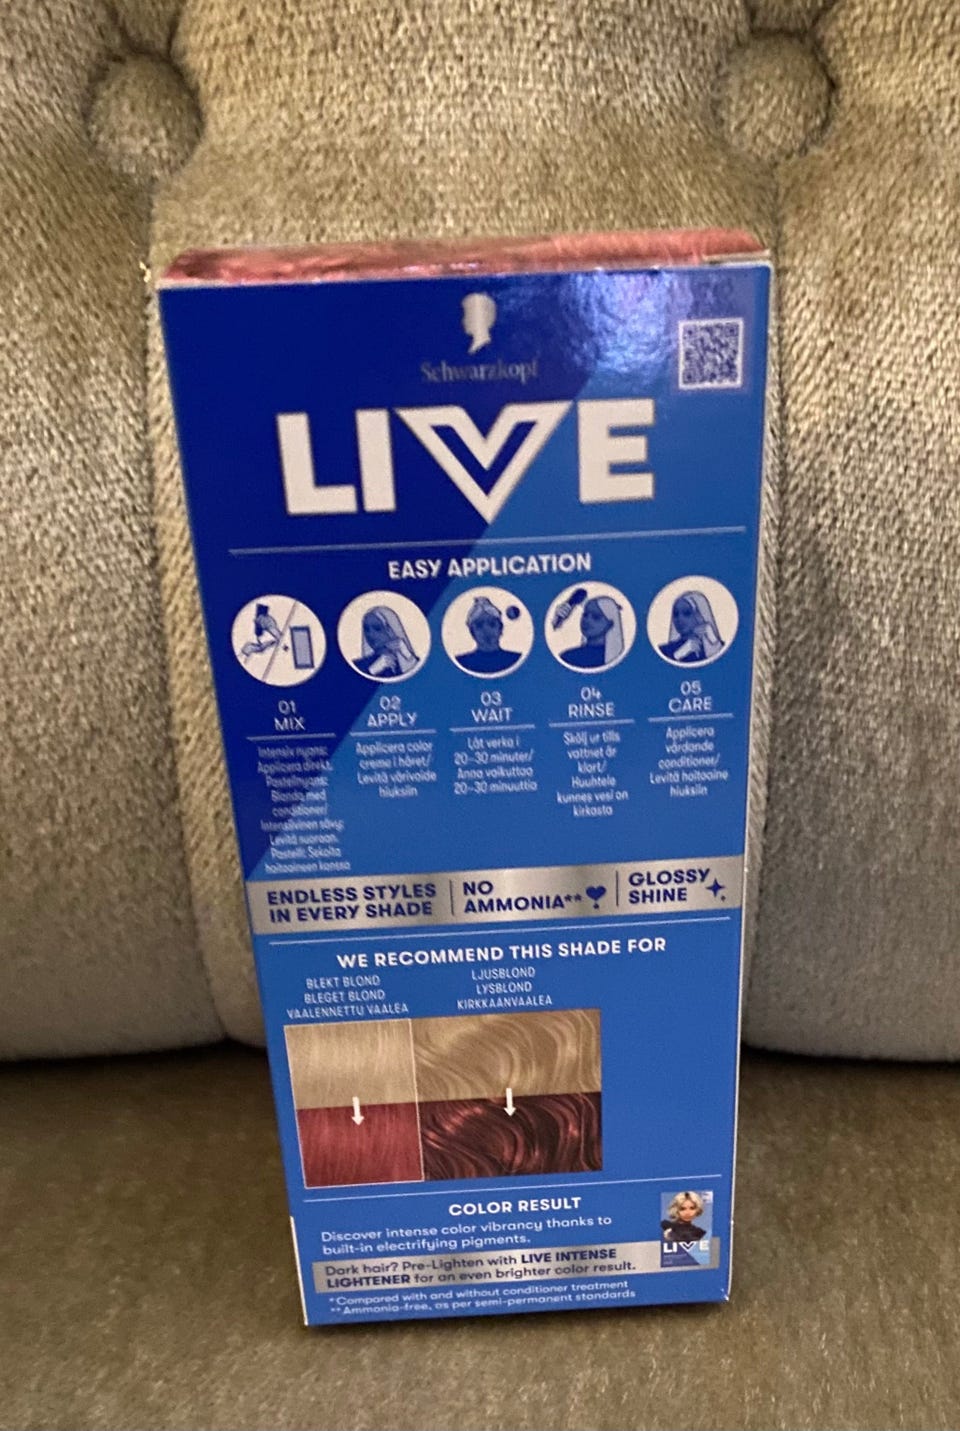 Schwarzkopf
LIVE
EASY APPLICATION
01
MIX
Intensiv nyans:
Applicera direkt.
Pastellnyans:
Blanda med
conditioner/
Intensiivinen sävy:
Levitä suoraan.
Pastelli: Sekoita
hoitoaineen kanssa
02
APPLY
Applicera color
creme i håret/
Levitä värivoide
hiuksiin
03
WAIT
Låt verka i
20-30 minuter/
Anna vaikuttaa
20-30 minuuttia
04
RINSE
Skölj ur tills
vattnet är
klart/
Huuhtele
kunnes vesi on
kirkasta
05
CARE
Applicera
vårdande
conditioner/
Levitä hoitoaine
hiuksiin
ENDLESS STYLES
IN EVERY SHADE
NO
AMMONIA**
GLOSSY
SHINE
WE RECOMMEND THIS SHADE FOR
BLEKT BLOND
BLEGET BLOND
VAALENNETTU VAALEA
LJUSBLOND
LYSBLOND
KIRKKAANVAALEA
COLOR RESULT
Discover intense color vibrancy thanks to
built-in electrifying pigments.
Dark hair? Pre-Lighten with LIVE INTENSE
LIGHTENER for an even brighter color result.
*Compared with and without conditioner treatment
**Ammonia-free, as per semi-permanent standards
LIVE